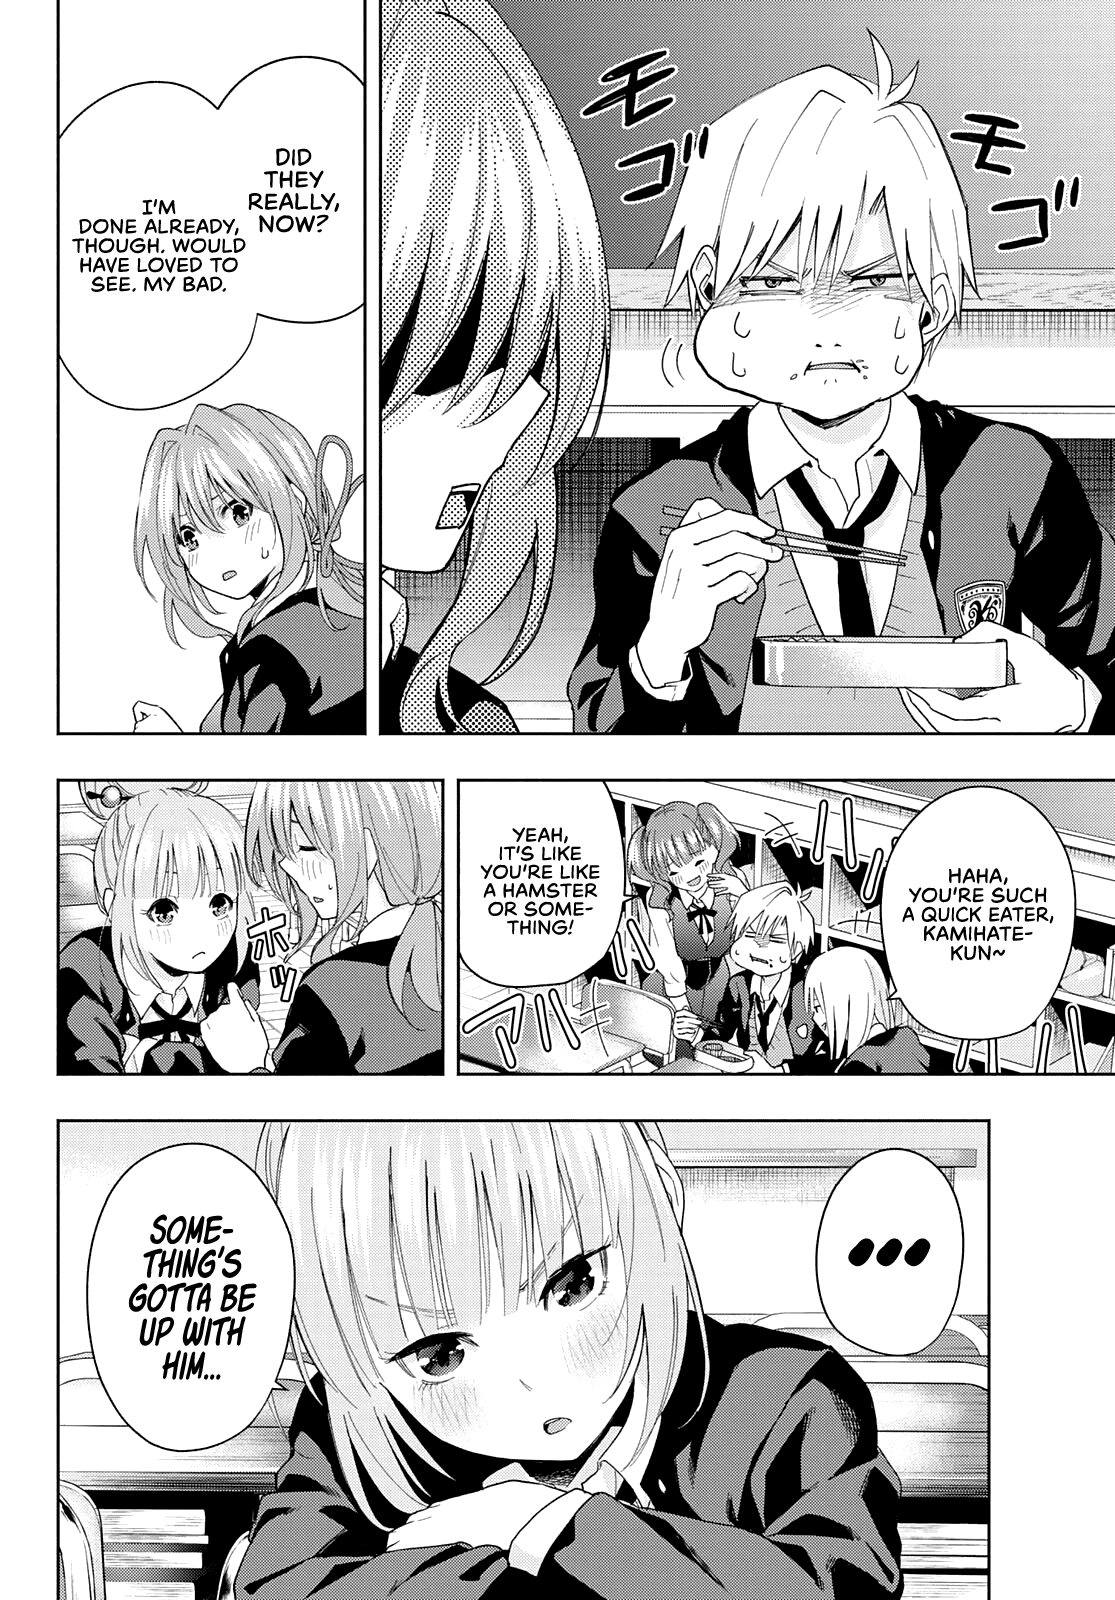 モゴ
モゴ
DID
THEY
REALLY,
NOW?
I'M
DONE ALREADY,
THOUGH. WOULD
HAVE LOVED TO
SEE. MY BAD.
HAHA,
YOU'RE SUCH
A QUICK EATER,
KAMIHATE-
KUN~
YEAH,
IT'S LIKE
YOU'RE LIKE
A HAMSTER
OR SOME-
THING!
ホッ
•••
SOME-
THING'S
GOTTA BE
UP WITH
HIM...